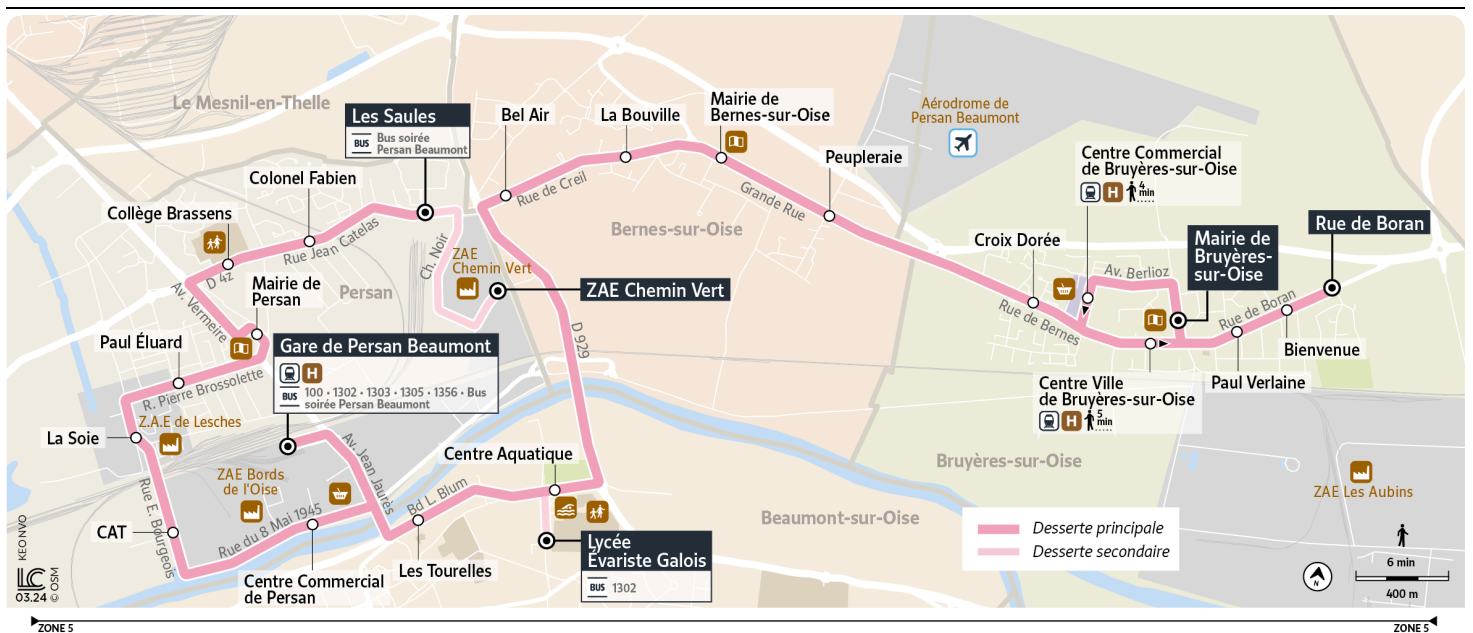 Le Mesnil-en-Thelle
Les Saules
BUS
Bus soirée
Persan Beaumont
Bel Air
La Bouville
Mairie de
Bernes-sur-Oise
Aérodrome de
Persan Beaumont
Peupleraie
Centre Commercial
de Bruyères-sur-Oise
H
4
min
Colonel Fabien
Collège Brassens
Rue Jean Catelas
D 4z
Rue de Creil
Grande Rue
Bernes-sur-Oise
Ch. Noir
ZAE
Chemin Vert
ZAE Chemin Vert
Croix Dorée
Mairie de
Bruyères-
sur-Oise
Rue de Boran
Av. Berlioz
Rue de Boran
Rue de Bernes
Bienvenue
Paul Verlaine
Centre Ville
de Bruyères-sur-Oise
H
5
min
Mairie de
Persan
Persan
Av. Vermeire
Paul Éluard
R. Pierre Brossolette
Gare de Persan Beaumont
H
BUS
100 • 1302 • 1303 • 1305 • 1356 • Bus
soirée Persan Beaumont
D 929
Z.A.E de Lesches
La Soie
ZAE Bords
de l'Oise
Av. Jean Jaurès
Centre Aquatique
Bd L. Blum
Rue E. Bourgeois
CAT
Rue du 8 Mai 1945
Centre Commercial
de Persan
Les Tourelles
Lycée
Évariste Galois
BUS
1302
Beaumont-sur-Oise
Bruyères-sur-Oise
ZAE Les Aubins
Desserte principale
Desserte secondaire
N
6 min
400 m
KEONVO
LC
03.24 © OSM
ZONE 5
ZONE 5